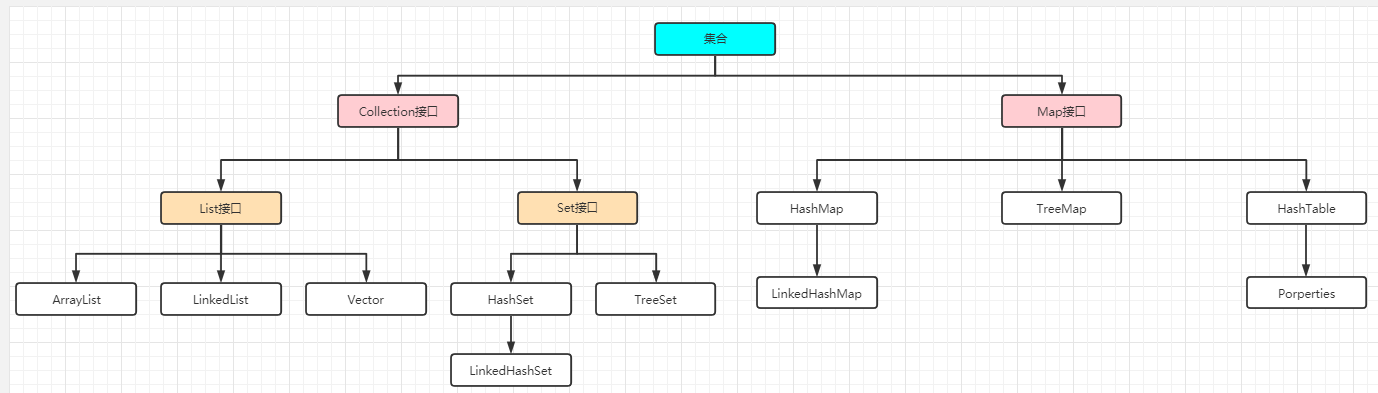 集合
Collection接口
Map接口
List接口
Set接口
HashMap
TreeMap
HashTable
ArrayList
LinkedList
Vector
HashSet
TreeSet
LinkedHashMap
Porperties
LinkedHashSet